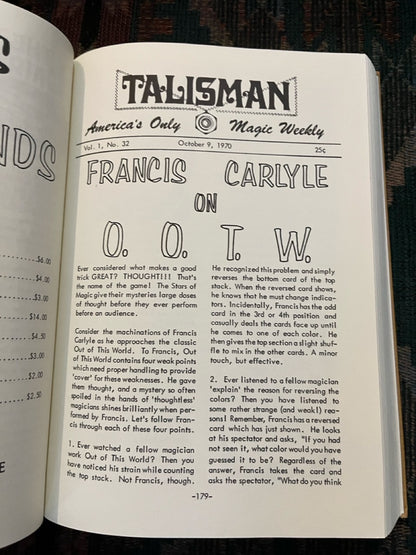 S
NDS
$6.00
$4.00
$3.00
$14.00
$4.50
$3.00
$2.00
$2.50
E
TALISMAN
America's Only Magic Weekly
Vol. 1, No. 32 October 9, 1970 25¢
FRANCIS CARLYLE
ON
O. O. T. W.
Ever considered what makes a good
trick GREAT? THOUGHT!!! That's
the name of the game! The Stars of
Magic give their mysteries large doses
of thought before they ever perform
before an audience.
Consider the machinations of Francis
Carlyle as he approaches the classic
Out of This World. To Francis, Out
of This World contains four weak points
which need proper handling to provide
'cover' for these weaknesses. He gave
them thought, and a mystery so often
spoiled in the hands of 'thoughtless'
magicians shines brilliantly when per-
formed by Francis. Let's follow Fran-
cis through each of these four points.
1. Ever watched a fellow magician
work Out of This World? Then you
have noticed his strain while counting
the top stack. Not Francis, though.
He recognized this problem and simply
reverses the bottom card of the top
stack. When the reversed card shows,
he knows that he must change indica-
tors. Incidentally, Francis has the odd
card in the 3rd or 4th position and
casually deals the cards face up until
he comes to one of each color. He
then gives the top section a slight shuf-
fle to mix in the other cards. A minor
touch, but effective.
2. Ever listened to a fellow magician
'explain' the reason for reversing the
colors? Then you have listened to
some rather strange (and weak!) rea-
sons! Remember, Francis has a reversed
card which has just shown. He looks
at his spectator and asks, "If you had
not seen it, what color would you have
guessed it to be? Regardless of the
answer, Francis takes the card and
asks the spectator, "What do you think
-179-